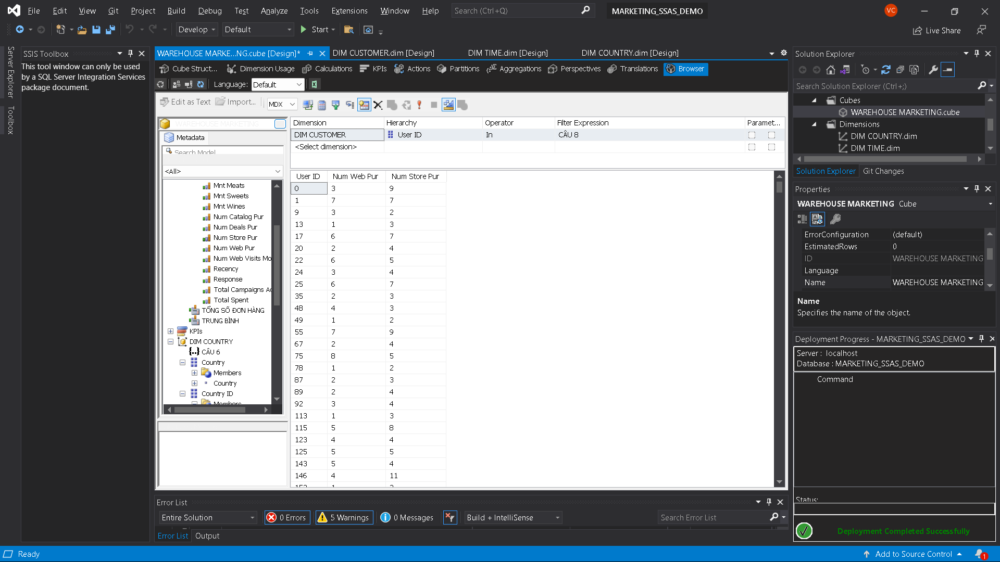 File Edit View Git Project Build Debug Test Analyze Tools Extensions Window Help Search (Ctrl+Q) MARKETING_SSAS_DEMO VC
Develop Default Start Live Share
Server Explorer
Toolbox
SSIS Toolbox
This tool window can only be used
by a SQL Server Integration Services
package document.
WAREHOUSE MARKE...NG.cube [Design]* DIM CUSTOMER.dim [Design] DIM TIME.dim [Design] DIM COUNTRY.dim [Design]
Cube Struct... Dimension Usage Calculations KPIs Actions Partitions Aggregations Perspectives Translations Browser
Language: Default
Edit as Text Import... MDX
WAREHOUSE MARKETING
Metadata
Search Model
<All>
Mnt Meats
Mnt Sweets
Mnt Wines
Num Catalog Pur
Num Deals Pur
Num Store Pur
Num Web Pur
Num Web Visits Mo
Recency
Response
Total Campaigns Ac
Total Spent
TỔNG SỐ ĐƠN HÀNG
TRUNG BÌNH
KPIs
DIM COUNTRY
CÂU 6
Country
Members
Country
Country ID
Members
Dimension Hierarchy Operator Filter Expression Paramet...
DIM CUSTOMER User ID In CÂU 8
<Select dimension>
User ID Num Web Pur Num Store Pur
0 3 9
1 7 7
9 3 2
13 1 3
17 6 7
20 2 4
22 6 5
24 3 4
25 6 7
35 2 3
48 4 3
49 1 2
55 7 9
67 2 4
75 8 5
78 1 2
87 2 3
89 2 4
92 3 4
113 1 3
115 5 8
123 4 4
125 5 5
143 5 4
146 4 11
Error List
Entire Solution 0 Errors 5 Warnings 0 Messages Build + IntelliSense Search Error List
Error List Output
Solution Explorer
Search Solution Explorer (Ctrl+;)
Cubes
WAREHOUSE MARKETING.cube
Dimensions
DIM COUNTRY.dim
DIM TIME.dim
Solution Explorer Git Changes
Properties
WAREHOUSE MARKETING Cube
ErrorConfiguration (default)
EstimatedRows 0
ID WAREHOUSE MARKETING
Language
Name WAREHOUSE MARKETING
Name
Specifies the name of the object.
Deployment Progress - MARKETING_SSAS_DEMO
Server : localhost
Database : MARKETING_SSAS_DEMO
Command
Status:
Deployment Completed Successfully
Ready Add to Source Control 1